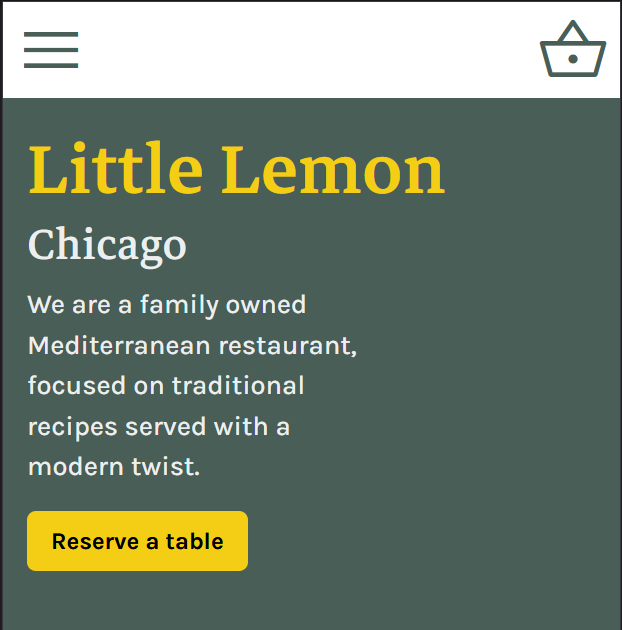 Little Lemon
Chicago
We are a family owned
Mediterranean restaurant,
focused on traditional
recipes served with a
modern twist.
Reserve a table